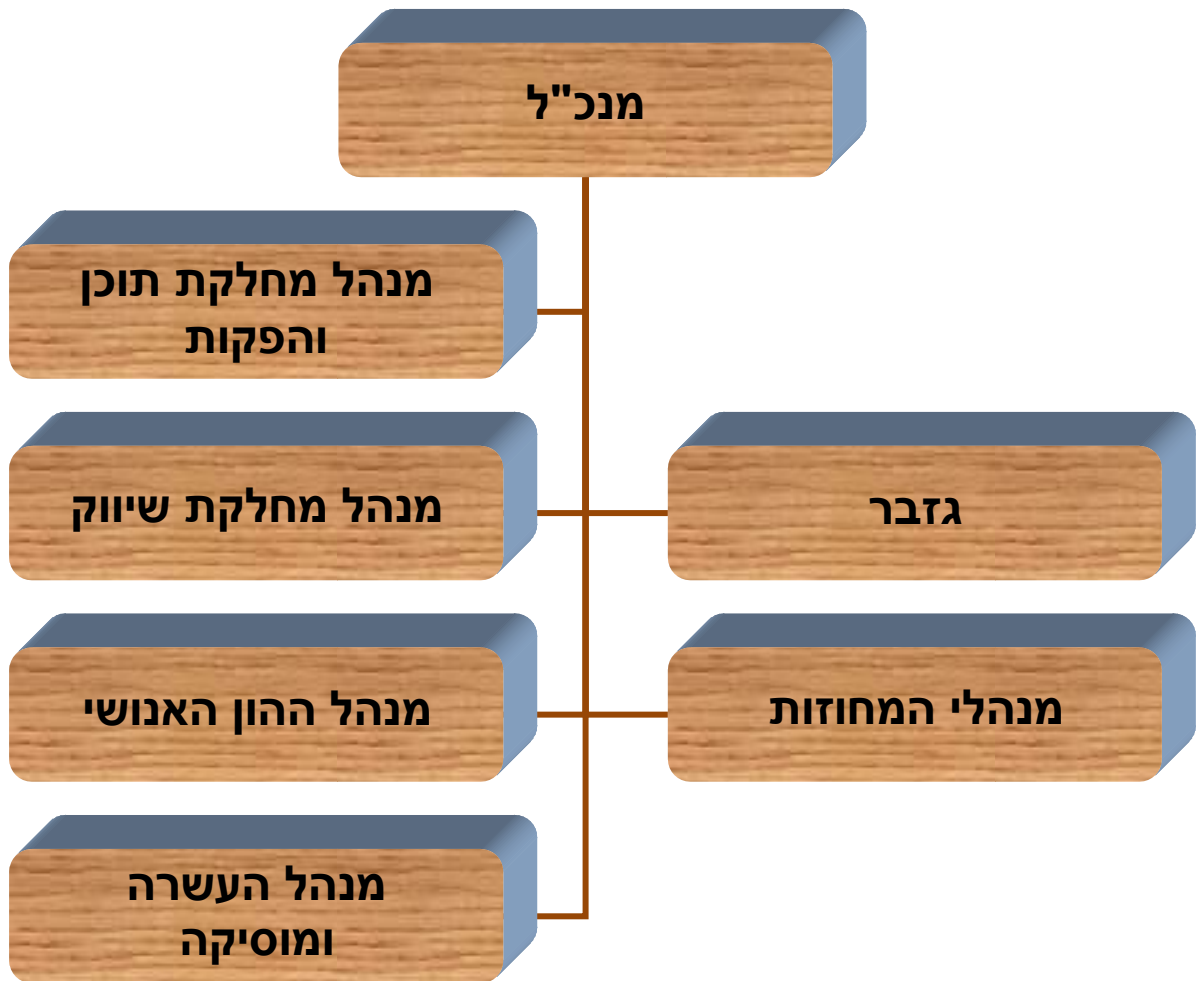 מנכ"ל
מנהל מחלקת תוכן
והפקות
גזבר
מנהל מחלקת שיווק
מנהלי המחוזות
מנהל ההון האנושי
מנהל העשרה
ומוסיקה